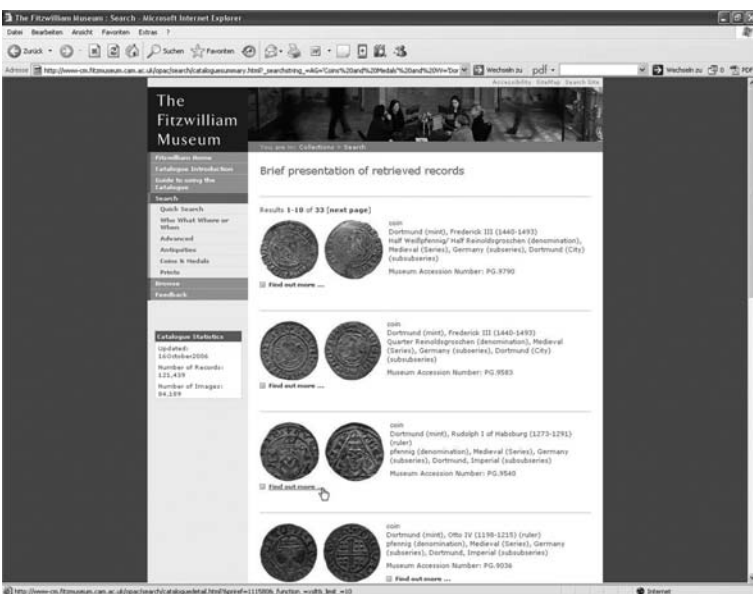 The Fitzwilliam Museum : Search - Microsoft Internet Explorer
Datei Bearbeiten Ansicht Favoriten Extras ?
Zurück Suchen Favoriten
Adresse Wechseln zu pdf Wechseln zu
Accessibility SiteMap Search Site
The
Fitzwilliam
Museum
You are in: Collections > Search
Fitzwilliam Home
Catalogue Introduction
Guide to using the
Catalogue
Search
Quick Search
Who What Where or
When
Advanced
Antiquities
Coins & Medals
Prints
Browse
Feedback
Catalogue Statistics
Updated:
16October2006
Number of Records:
121,439
Number of Images:
84,189
Brief presentation of retrieved records
Results 1-10 of 33 [next page]
coin
Dortmund (mint), Frederick III (1440-1493)
Half Weißpfennig/ Half Reinoldsgroschen (denomination),
Medieval (Series), Germany (subseries), Dortmund (City)
(subsubseries)
Museum Accession Number: PG.9790
Find out more ...
coin
Dortmund (mint), Frederick III (1440-1493)
Quarter Reinoldsgroschen (denomination), Medieval
(Series), Germany (subseries), Dortmund (City)
(subsubseries)
Museum Accession Number: PG.9583
Find out more ...
coin
Dortmund (mint), Rudolph I of Habsburg (1273-1291)
(ruler)
pfennig (denomination), Medieval (Series), Germany
(subseries), Dortmund, Imperial (subsubseries)
Museum Accession Number: PG.9540
Find out more ...
coin
Dortmund (mint), Otto IV (1198-1215) (ruler)
pfennig (denomination), Medieval (Series), Germany
(subseries), Dortmund, Imperial (subsubseries)
Museum Accession Number: PG.9036
Find out more ...
Internet